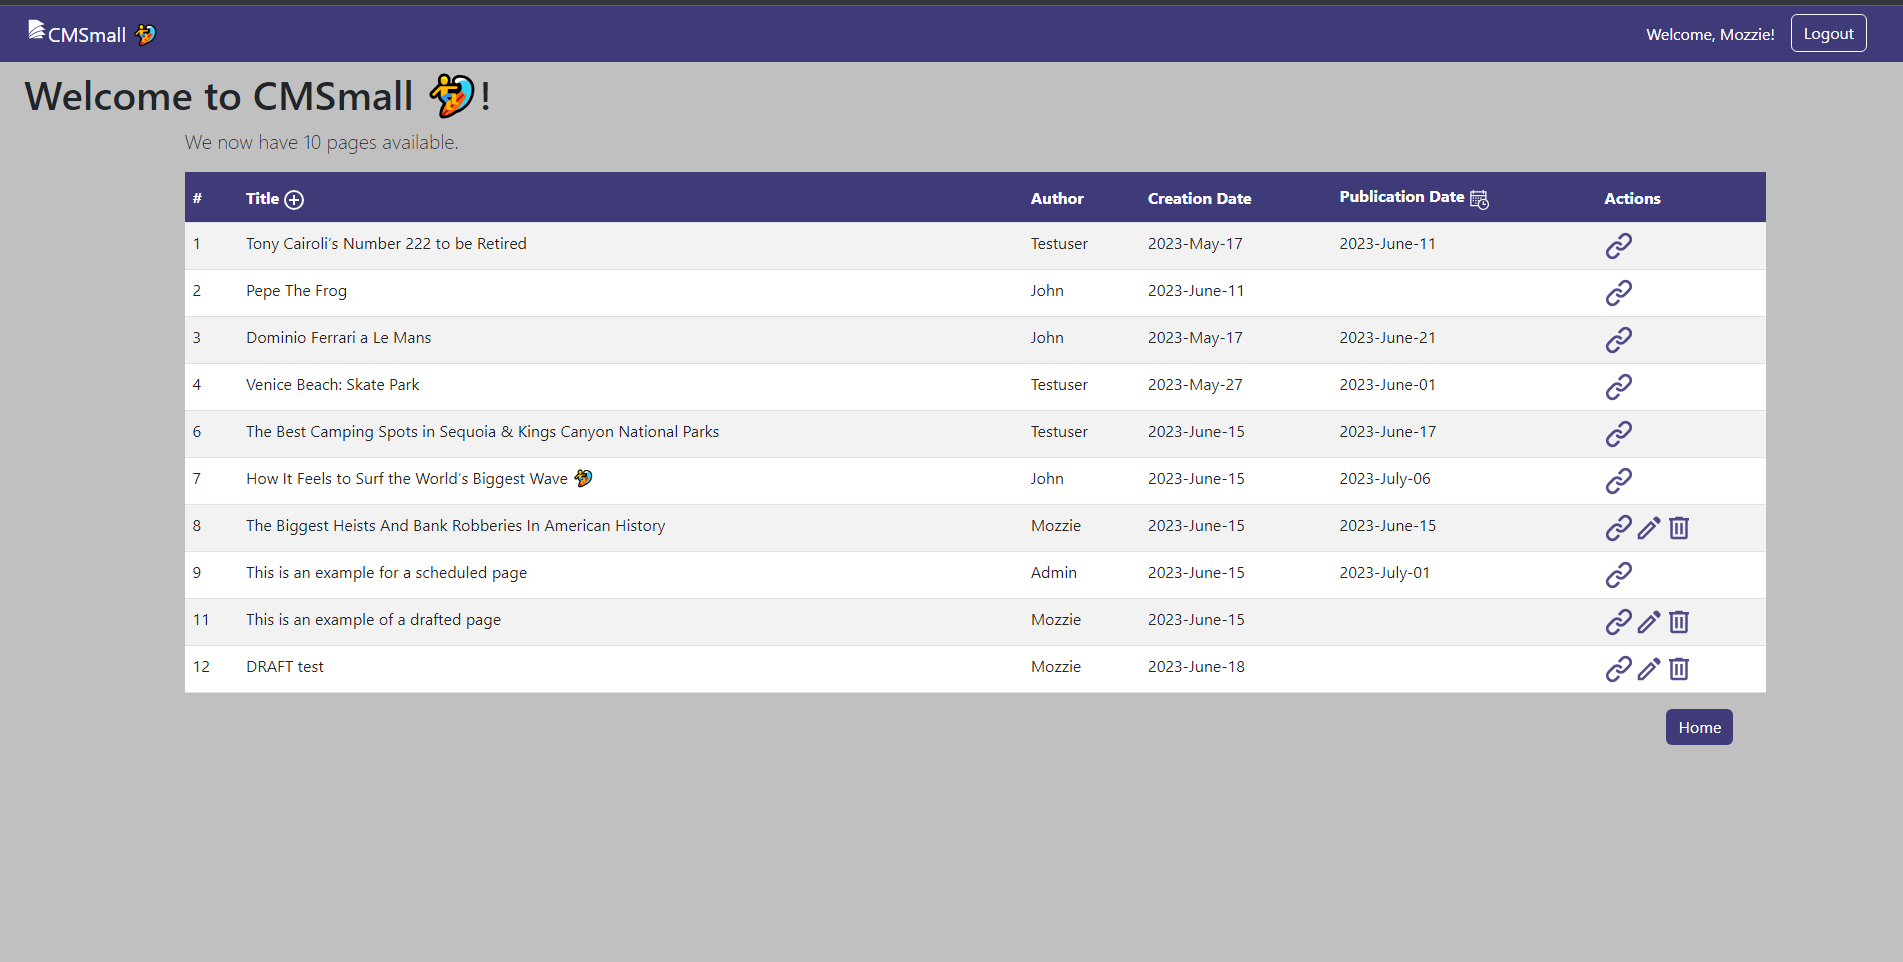 CMSmall 🏄 Welcome, Mozzie! Logout
Welcome to CMSmall 🏄!
We now have 10 pages available.
# Title Author Creation Date Publication Date Actions
1 Tony Cairoli's Number 222 to be Retired Testuser 2023-May-17 2023-June-11
2 Pepe The Frog John 2023-June-11
3 Dominio Ferrari a Le Mans John 2023-May-17 2023-June-21
4 Venice Beach: Skate Park Testuser 2023-May-27 2023-June-01
6 The Best Camping Spots in Sequoia & Kings Canyon National Parks Testuser 2023-June-15 2023-June-17
7 How It Feels to Surf the World's Biggest Wave 🏄 John 2023-June-15 2023-July-06
8 The Biggest Heists And Bank Robberies In American History Mozzie 2023-June-15 2023-June-15
9 This is an example for a scheduled page Admin 2023-June-15 2023-July-01
11 This is an example of a drafted page Mozzie 2023-June-15
12 DRAFT test Mozzie 2023-June-18
Home